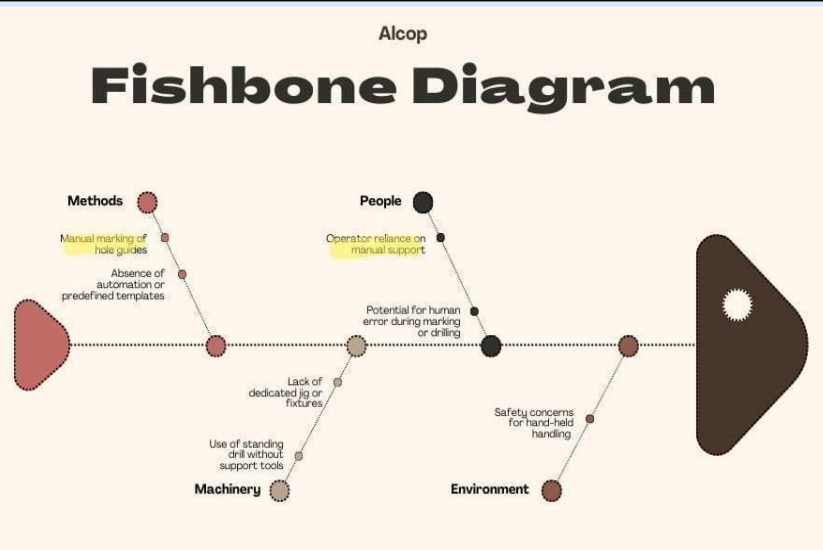 Alcop
Fishbone Diagram
Methods
Manual marking of
hole guides
Absence of
automation or
predefined templates
People
Operator reliance on
manual support
Potential for human
error during marking
or drilling
Lack of
dedicated jig or
fixtures
Use of standing
drill without
support tools
Machinery
Safety concerns
for hand-held
handling
Environment